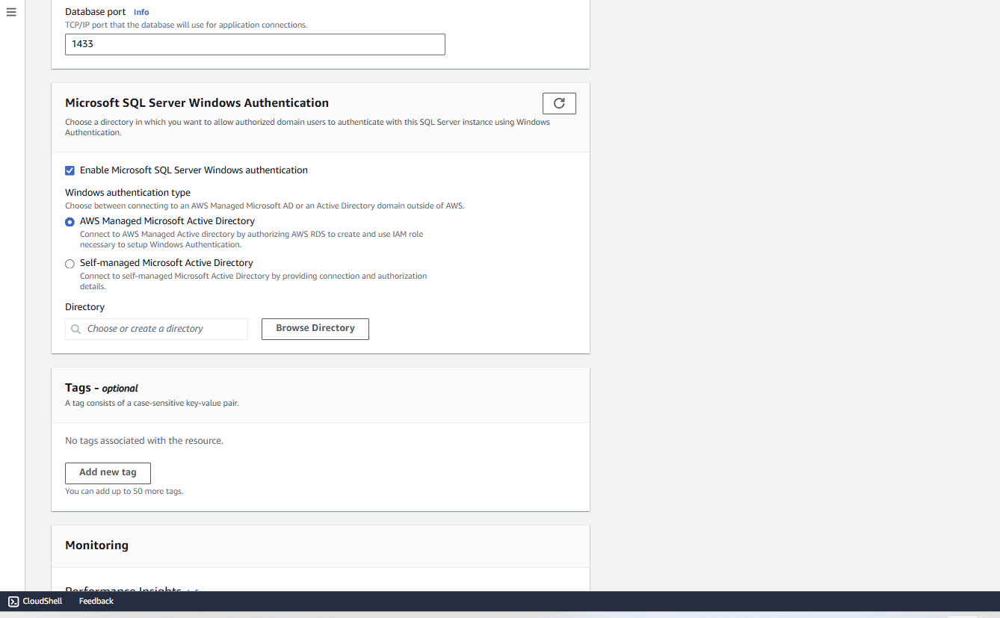 Database port Info
TCP/IP port that the database will use for application connections.
1433
Microsoft SQL Server Windows Authentication
Choose a directory in which you want to allow authorized domain users to authenticate with this SQL Server instance using Windows
Authentication.
Enable Microsoft SQL Server Windows authentication
Windows authentication type
Choose between connecting to an AWS Managed Microsoft AD or an Active Directory domain outside of AWS.
AWS Managed Microsoft Active Directory
Connect to AWS Managed Active directory by authorizing AWS RDS to create and use IAM role
necessary to setup Windows Authentication.
Self-managed Microsoft Active Directory
Connect to self-managed Microsoft Active Directory by providing connection and authorization
details.
Directory
Choose or create a directory
Browse Directory
Tags - optional
A tag consists of a case-sensitive key-value pair.
No tags associated with the resource.
Add new tag
You can add up to 50 more tags.
Monitoring
Performance Insights Info
CloudShell Feedback